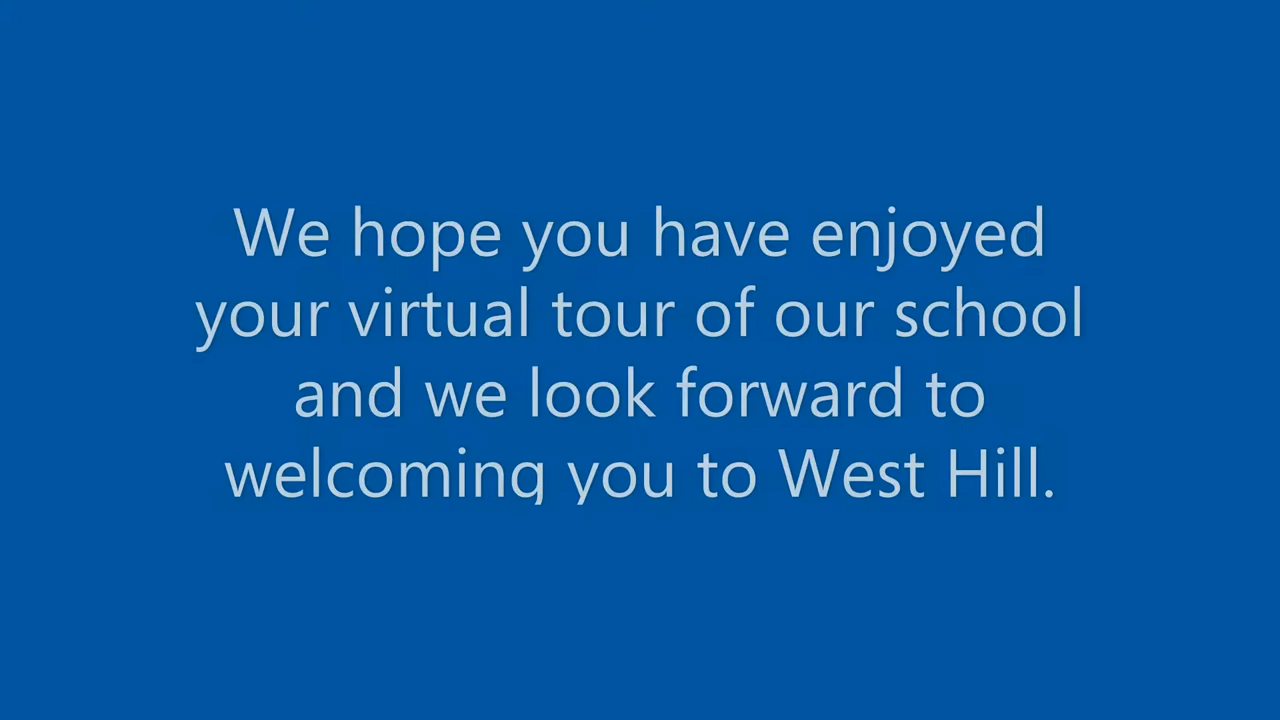 We hope you have enjoyed
your virtual tour of our school
and we look forward to
welcoming you to West Hill.